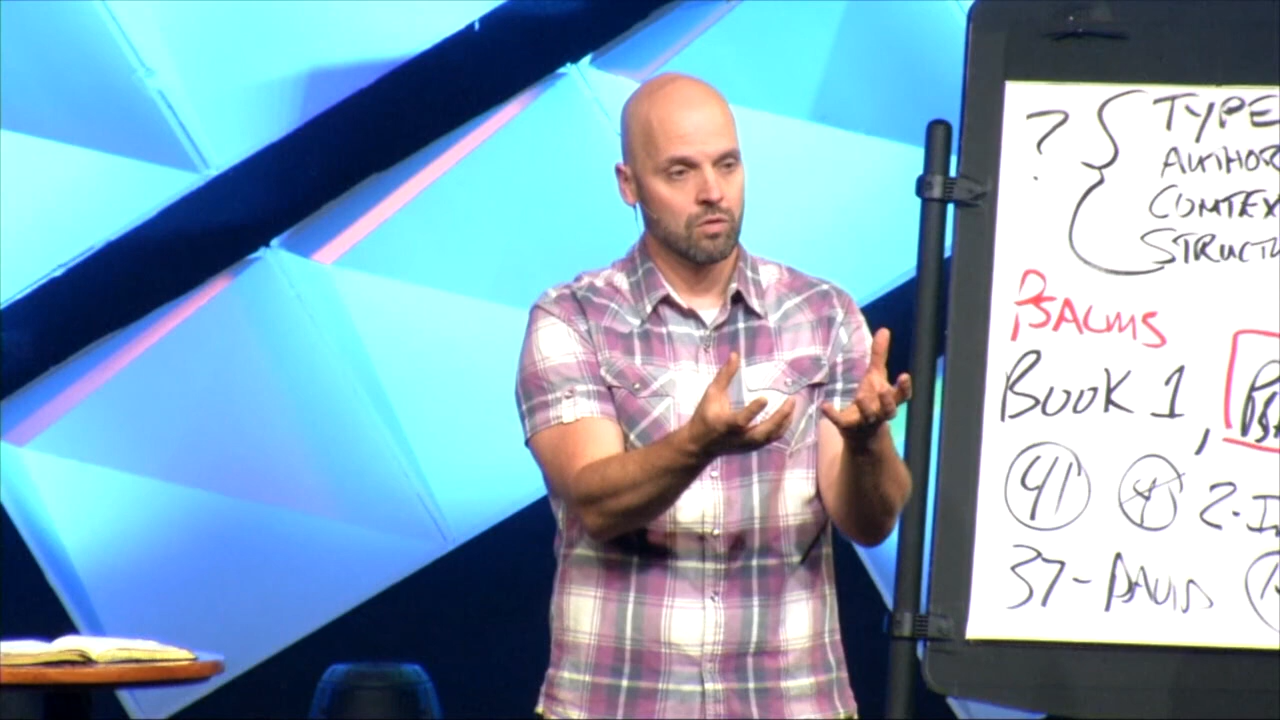 ? { TYPE
AUTHOR
CONTEX
STRUCTU
PSALMS
BOOK 1,
41 4 2-I
37-DAVID